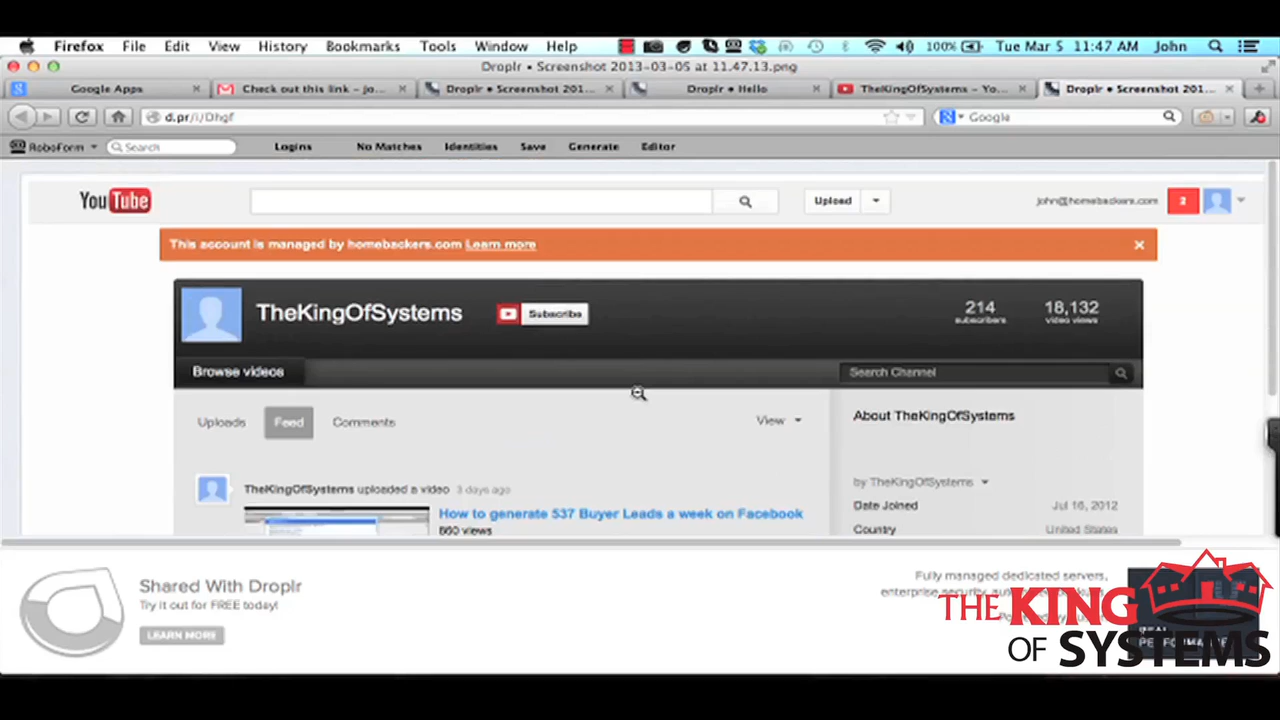 Firefox File Edit View History Bookmarks Tools Window Help 100% Tue Mar 5 11:47 AM John
Droplr • Screenshot 2013-03-05 at 11.47.13.png
Google Apps Check out this link – jo... Droplr • Screenshot 201... Droplr • Hello TheKingOfSystems – Yo... Droplr • Screenshot 201...
d.pr/i/Dhgf Google
RoboForm Search Logins No Matches Identities Save Generate Editor
YouTube Upload john@homebackers.com 2
This account is managed by homebackers.com Learn more
TheKingOfSystems Subscribe 214 18,132
subscribers video views
Browse videos Search Channel
Uploads Feed Comments View About TheKingOfSystems
TheKingOfSystems uploaded a video 3 days ago by TheKingOfSystems
How to generate 537 Buyer Leads a week on Facebook Date Joined Jul 16, 2012
660 views Country United States
Shared With Droplr Fully managed dedicated servers,
Try it out for FREE today! enterprise security,
LEARN MORE
THE KING
OF SYSTEMS